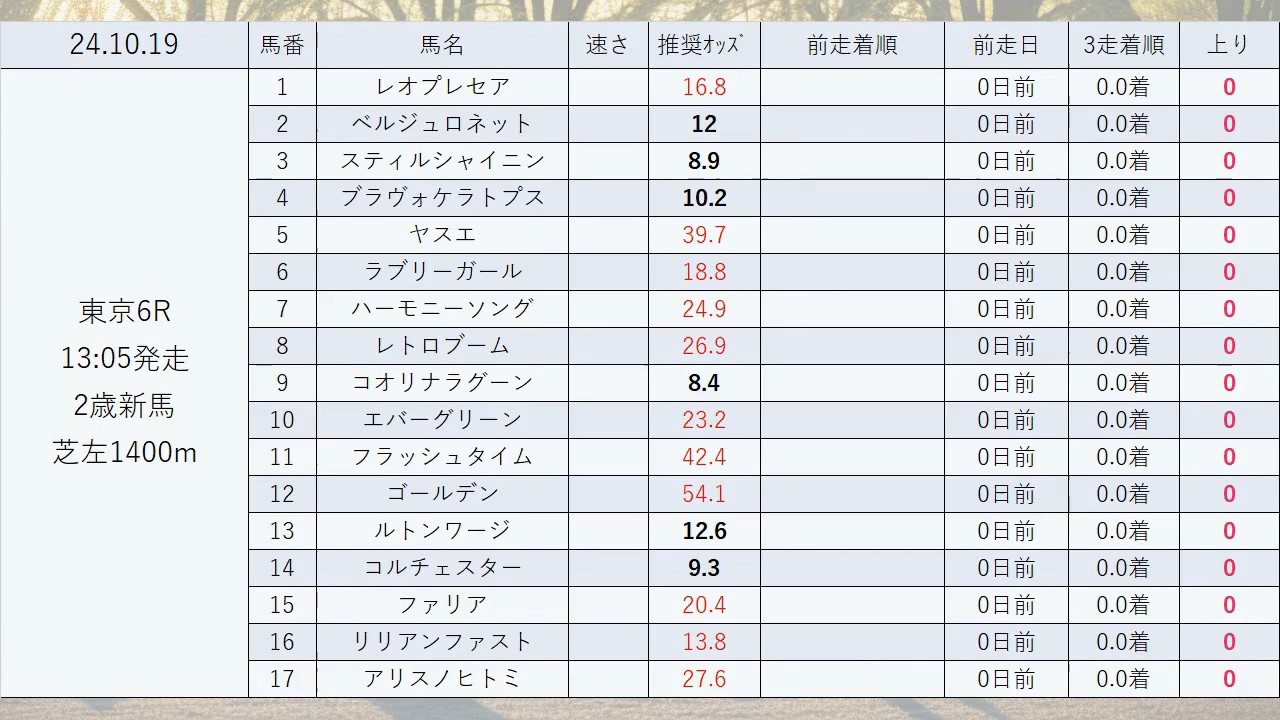 24.10.19 馬番 馬名 速さ 推奨ｵｯｽﾞ 前走着順 前走日 3走着順 上り
1 レオプレセア 16.8 0日前 0.0着 0
2 ベルジュロネット 12 0日前 0.0着 0
3 スティルシャイニン 8.9 0日前 0.0着 0
4 ブラヴォケラトプス 10.2 0日前 0.0着 0
5 ヤスエ 39.7 0日前 0.0着 0
6 ラブリーガール 18.8 0日前 0.0着 0
7 ハーモニーソング 24.9 0日前 0.0着 0
8 レトロブーム 26.9 0日前 0.0着 0
9 コオリナラグーン 8.4 0日前 0.0着 0
10 エバーグリーン 23.2 0日前 0.0着 0
11 フラッシュタイム 42.4 0日前 0.0着 0
12 ゴールデン 54.1 0日前 0.0着 0
13 ルトンワージ 12.6 0日前 0.0着 0
14 コルチェスター 9.3 0日前 0.0着 0
15 ファリア 20.4 0日前 0.0着 0
16 リリアンファスト 13.8 0日前 0.0着 0
17 アリスノヒトミ 27.6 0日前 0.0着 0
東京6R
13:05発走
2歳新馬
芝左1400m